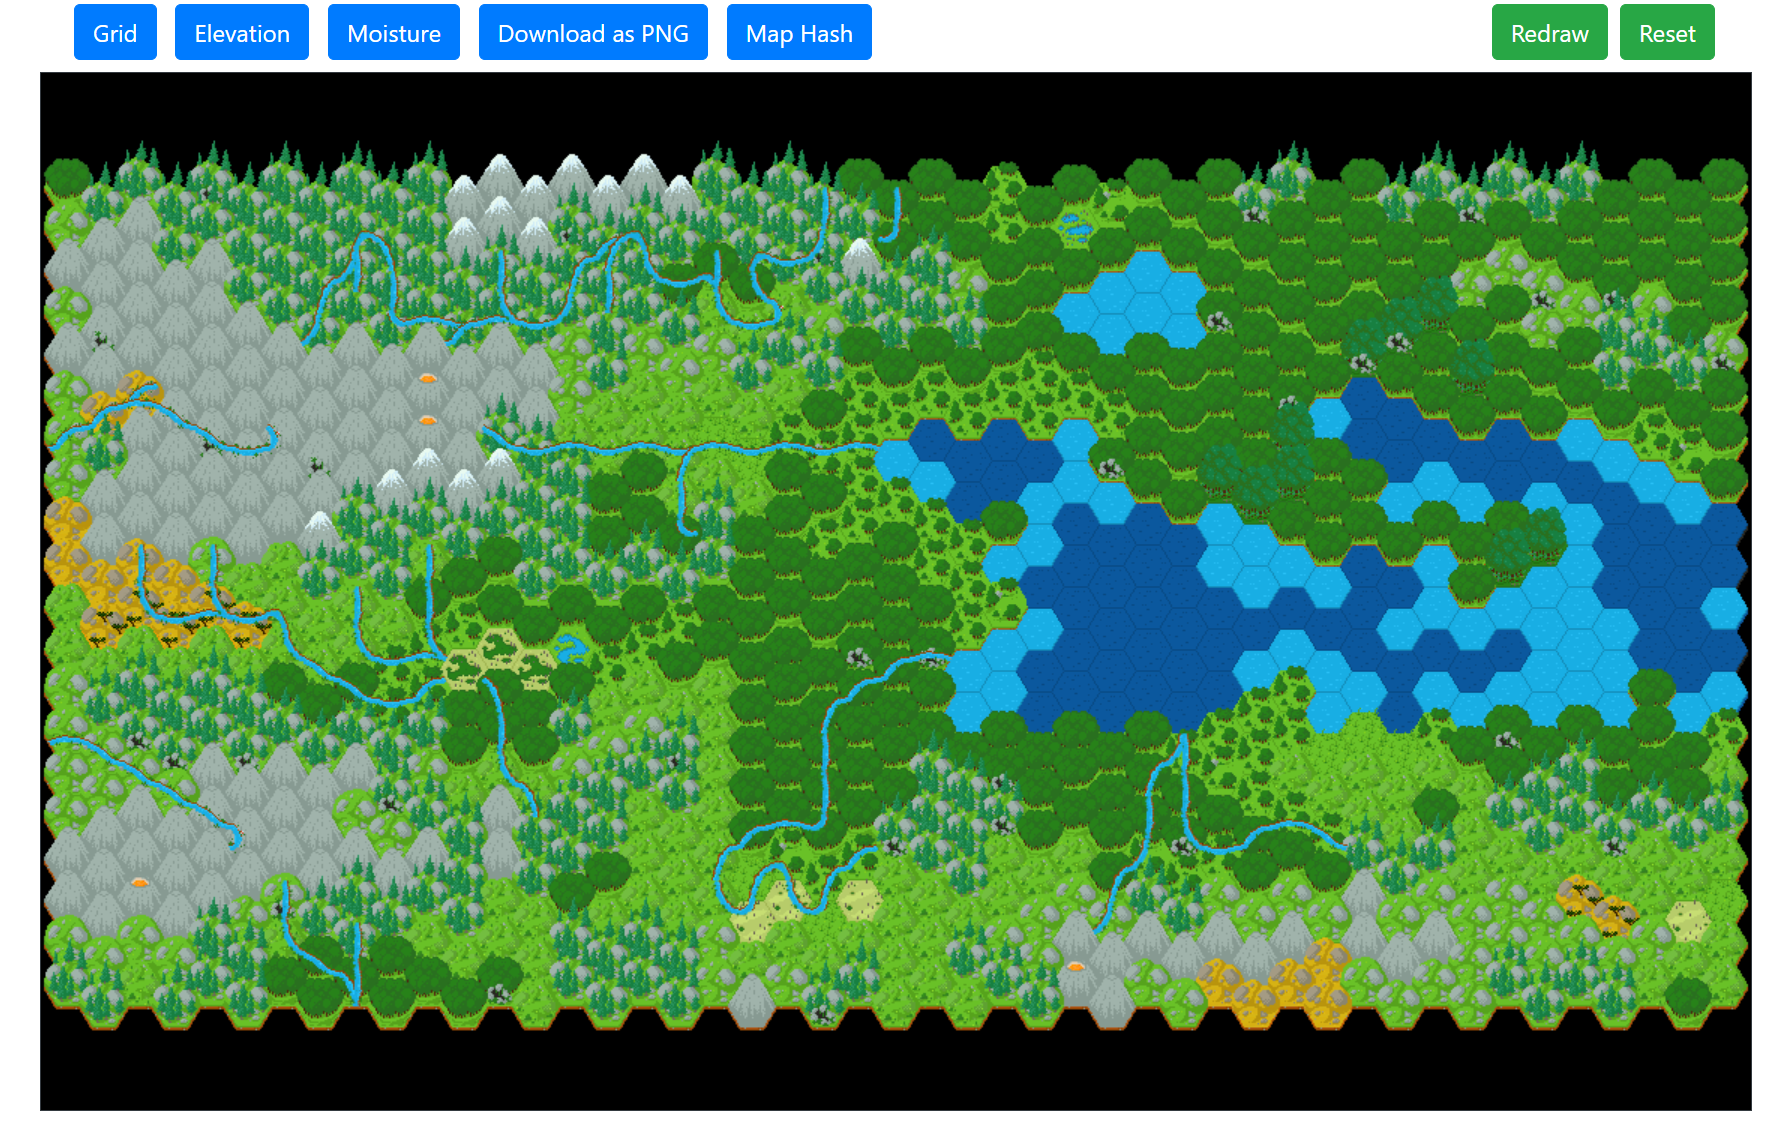 Grid
Elevation
Moisture
Download as PNG
Map Hash
Redraw
Reset